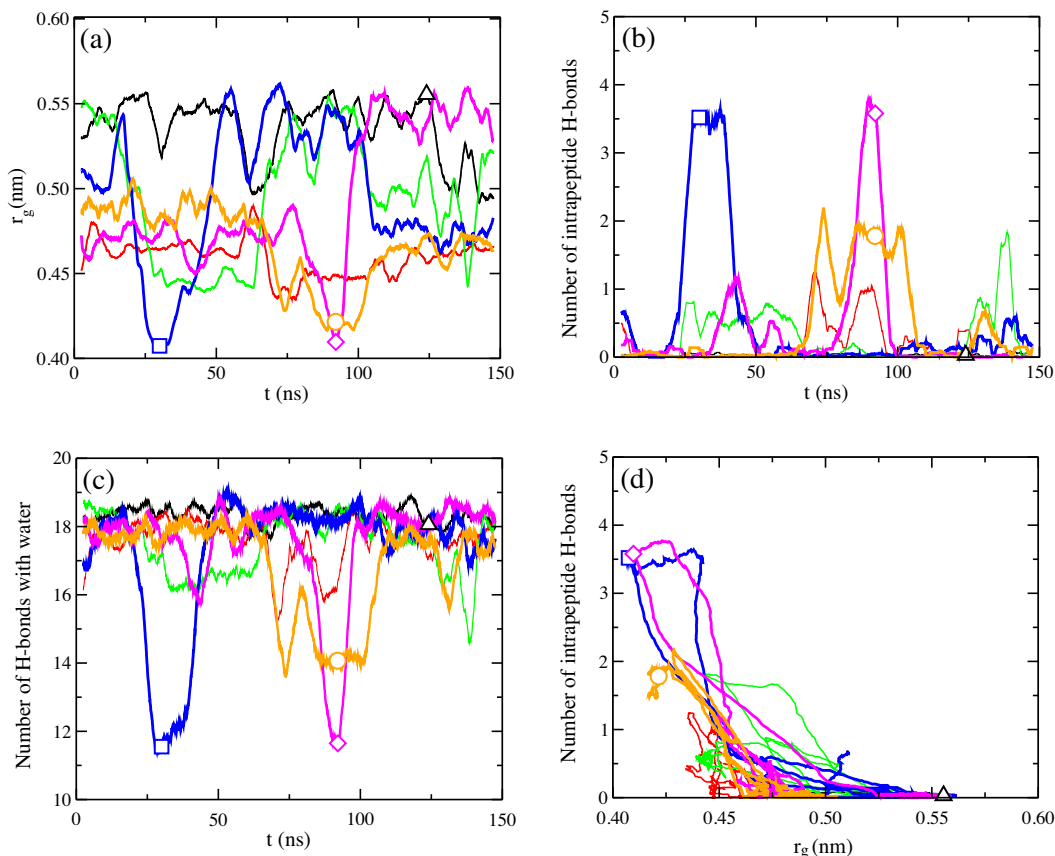 (a)
0.60
0.55
0.50
0.45
0.40
r_g (nm)
0 50 100 150
t (ns)
(b)
5
4
3
2
1
0
Number of intrapeptide H-bonds
0 50 100 150
t (ns)
(c)
20
18
16
14
12
10
Number of H-bonds with water
0 50 100 150
t (ns)
(d)
5
4
3
2
1
0
Number of intrapeptide H-bonds
0.40 0.45 0.50 0.55 0.60
r_g (nm)